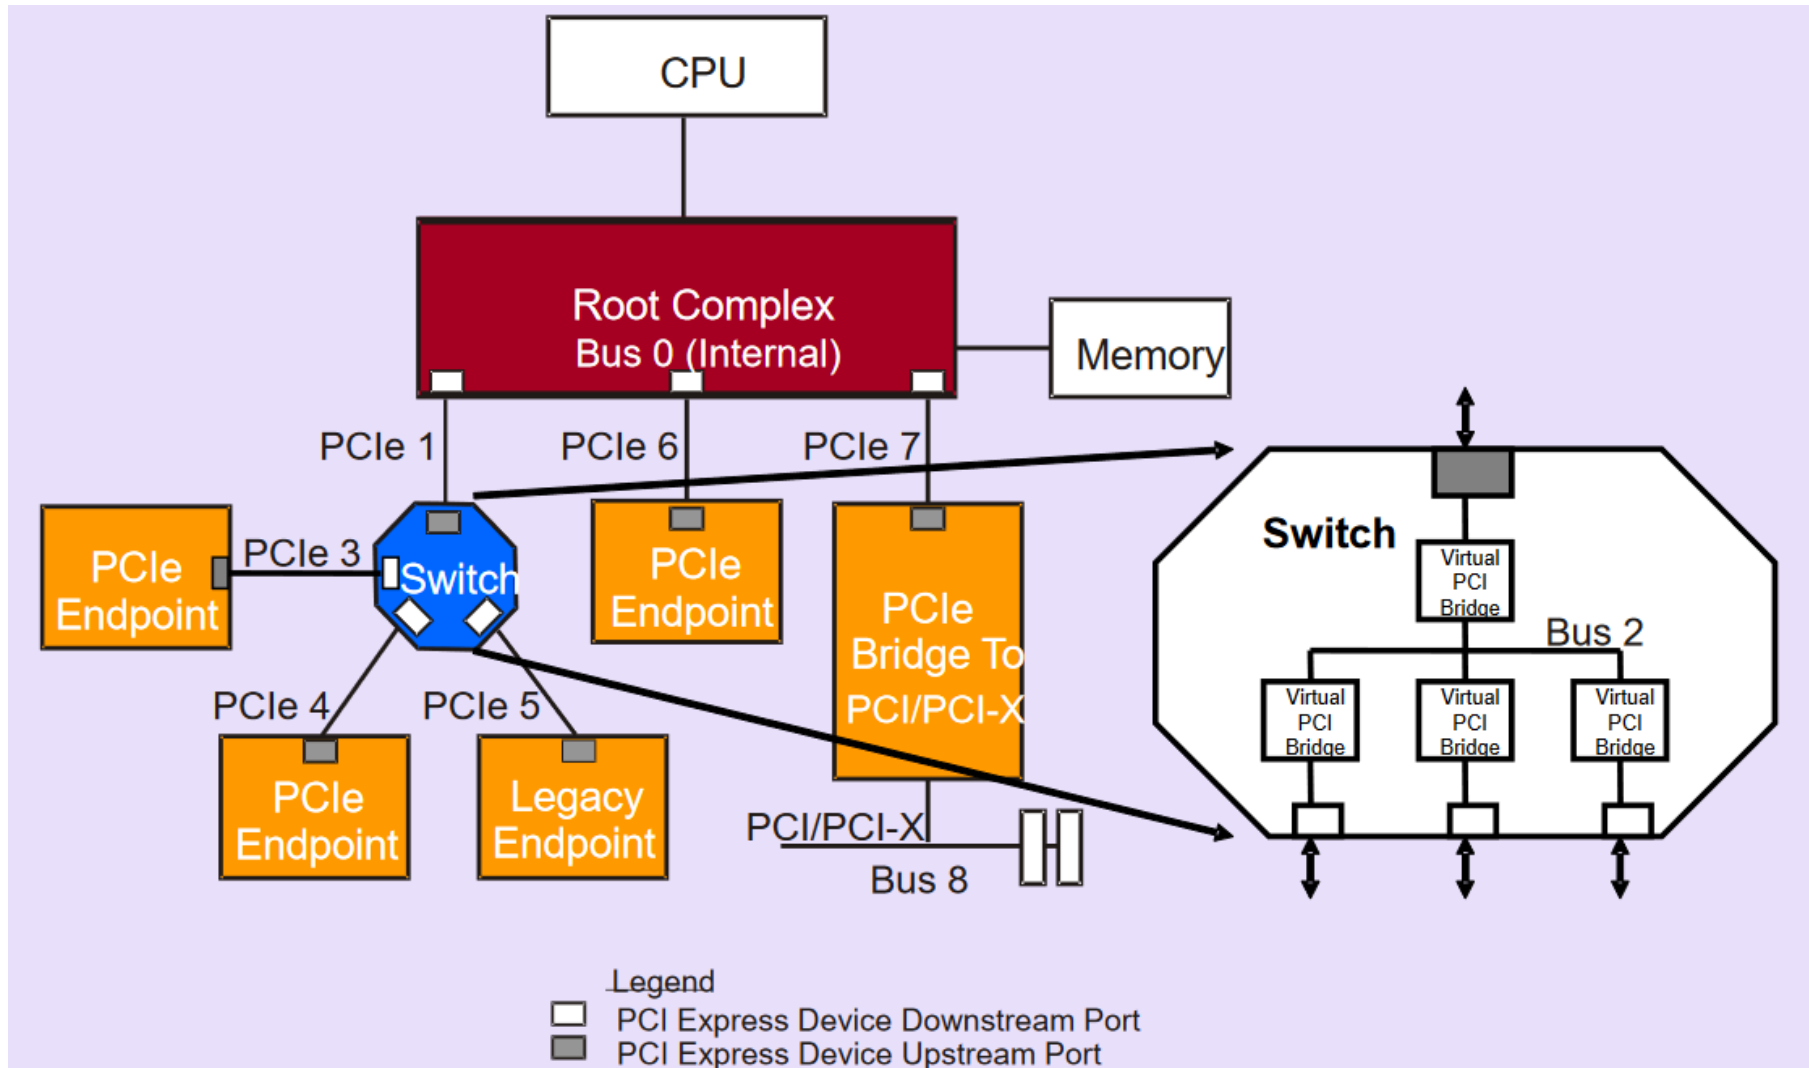 CPU
Root Complex
Bus 0 (Internal)
Memory
PCIe 1
PCIe 6
PCIe 7
PCIe
Endpoint
PCIe 3
Switch
PCIe
Endpoint
PCIe
Bridge To
PCI/PCI-X
PCIe 4
PCIe 5
PCIe
Endpoint
Legacy
Endpoint
PCI/PCI-X
Bus 8
Switch
Virtual
PCI
Bridge
Bus 2
Virtual
PCI
Bridge
Virtual
PCI
Bridge
Virtual
PCI
Bridge
Legend
PCI Express Device Downstream Port
PCI Express Device Upstream Port